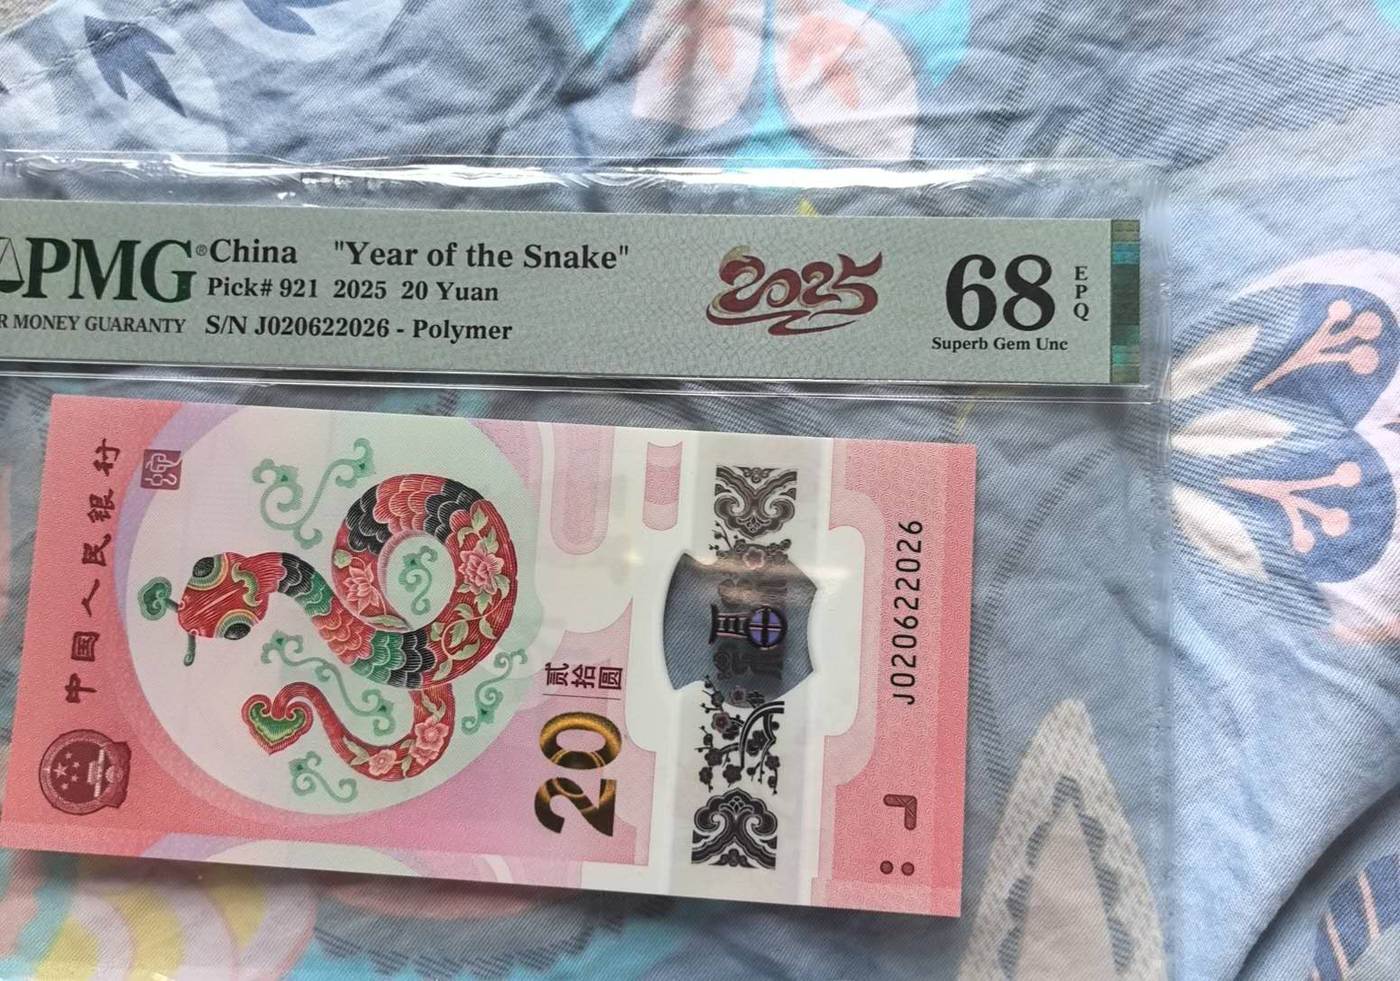 PMG®
R MONEY GUARANTY
China "Year of the Snake"
Pick# 921 2025 20 Yuan
S/N J020622026 - Polymer
2025
68
EPQ
Superb Gem Unc
中国人民银行
贰拾圆
20
J020622026